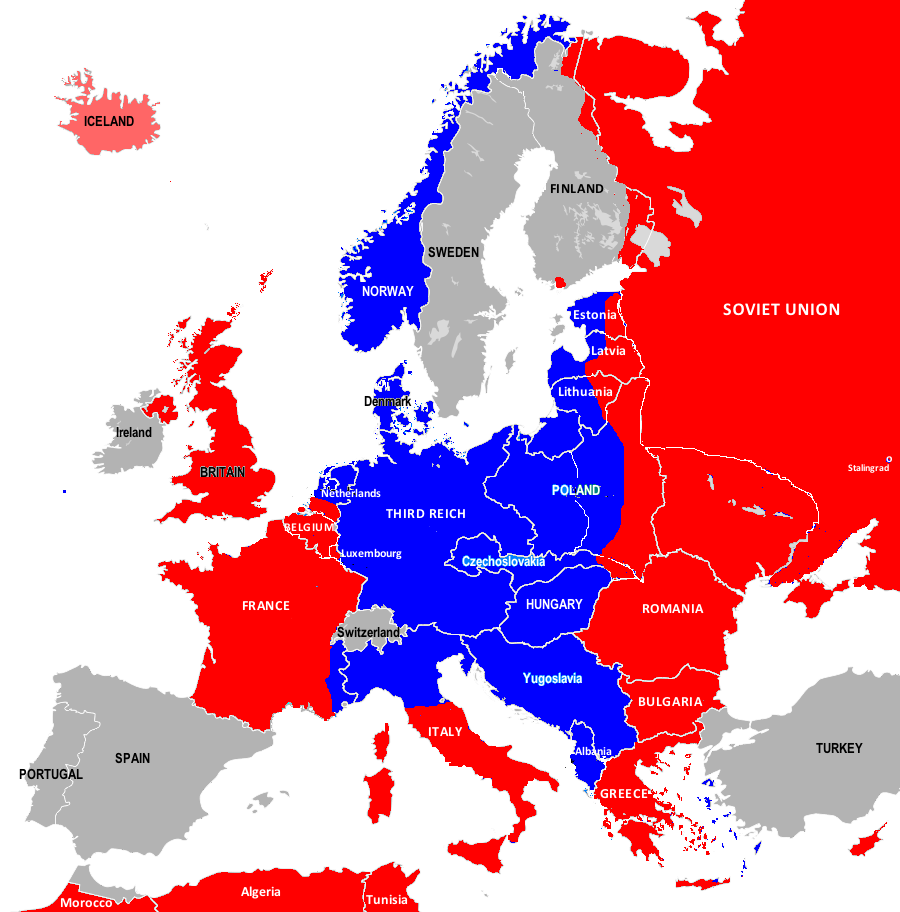 ICELAND
FINLAND
SWEDEN
NORWAY
SOVIET UNION
Estonia
Latvia
Lithuania
Denmark
Ireland
BRITAIN
Stalingrad
Netherlands
POLAND
THIRD REICH
BELGIUM
Luxembourg
Czechoslovakia
FRANCE
HUNGARY
ROMANIA
Switzerland
Yugoslavia
BULGARIA
ITALY
Albania
TURKEY
SPAIN
PORTUGAL
GREECE
Algeria
Morocco
Tunisia